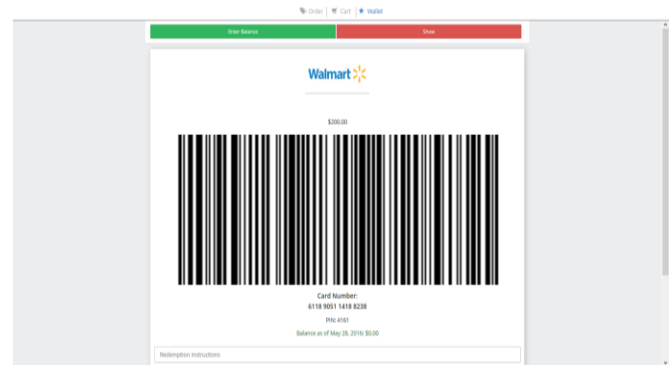 Order Cart Wallet
Enter Balance Show
Walmart
$200.00
Card Number:
6118 9051 1418 8238
PIN: 4161
Balance as of May 28, 2016: $0.00
Redemption Instructions